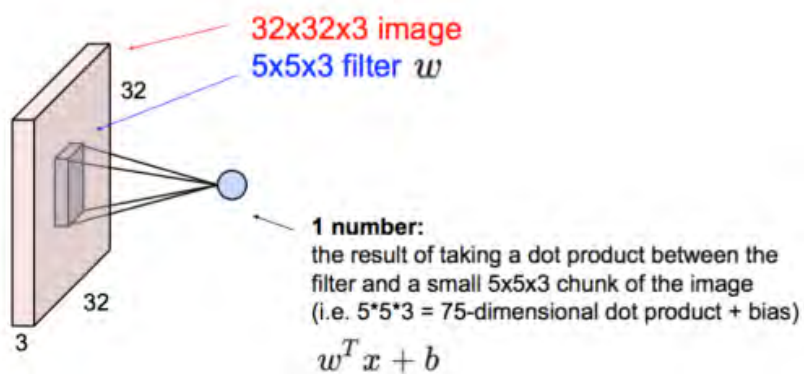 32x32x3 image
5x5x3 filter w
32
1 number:
the result of taking a dot product between the
filter and a small 5x5x3 chunk of the image
(i.e. 5*5*3 = 75-dimensional dot product + bias)
32
3
w^T x + b